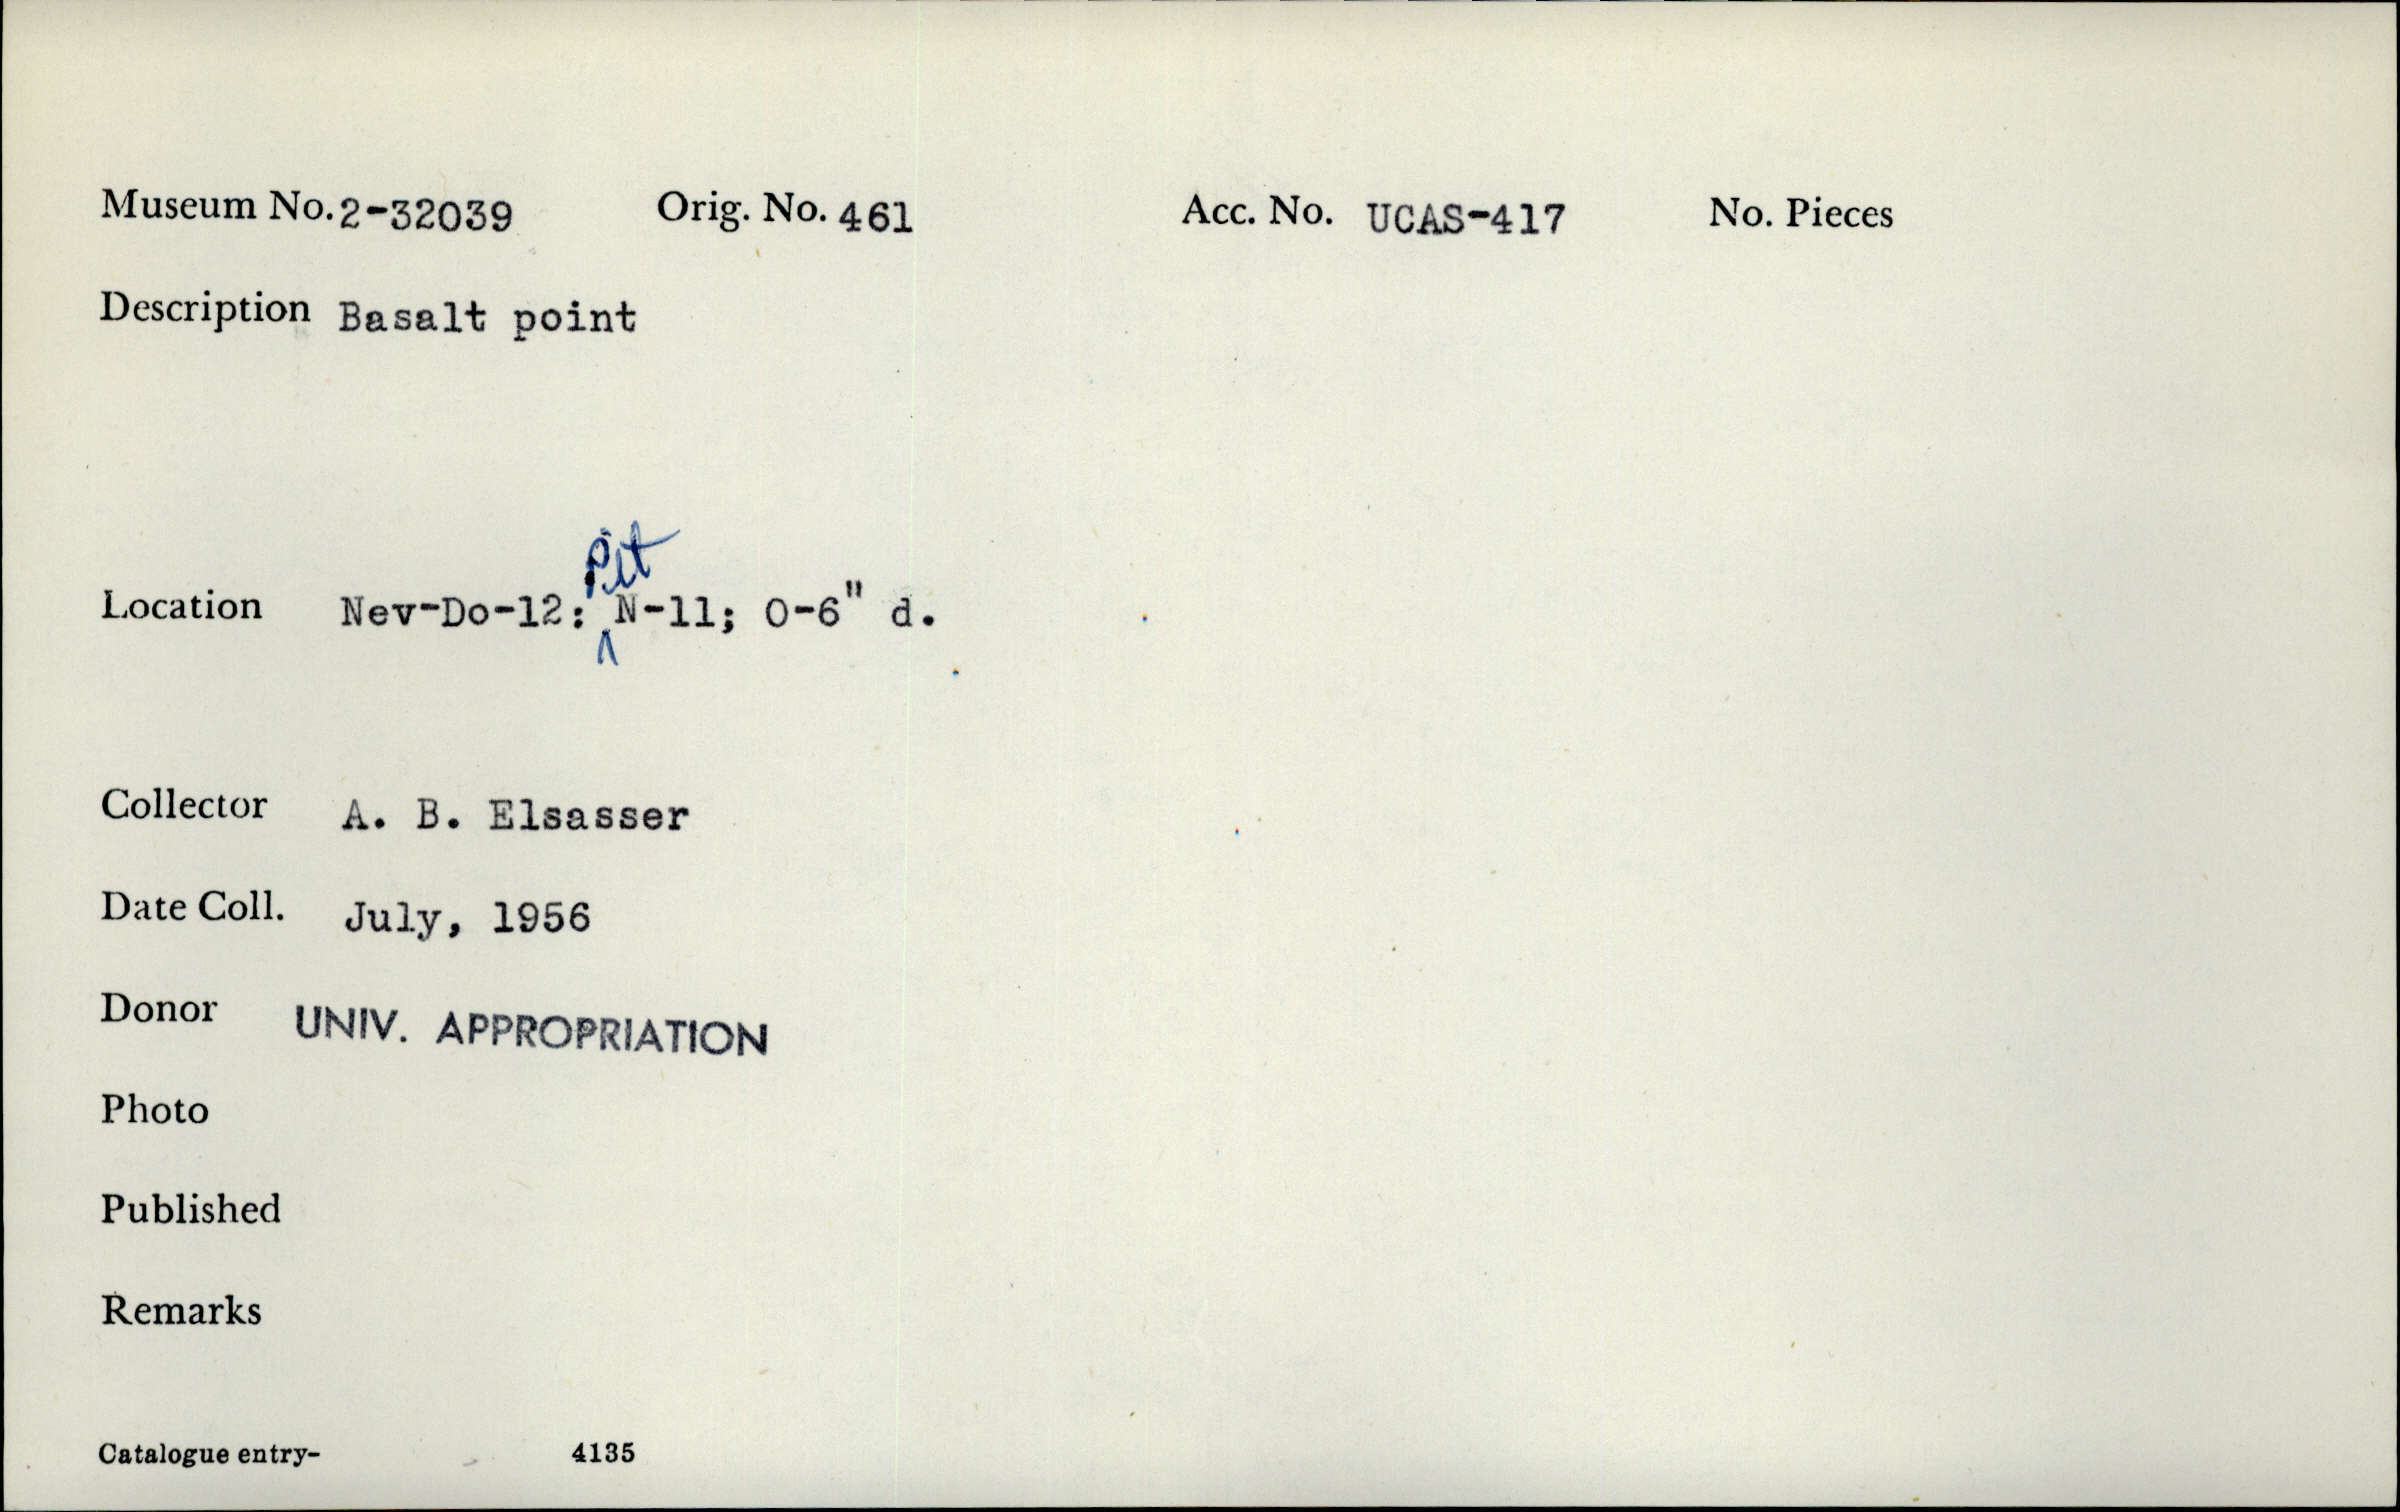 Museum No. 2-32039 Orig. No. 461 Acc. No. UCAS-417 No. Pieces
Description Basalt point
Location Nev-Do-12: Pit N-11; 0-6" d.
Collector A. B. Elsasser
Date Coll. July, 1956
Donor UNIV. APPROPRIATION
Photo
Published
Remarks
Catalogue entry- 4135